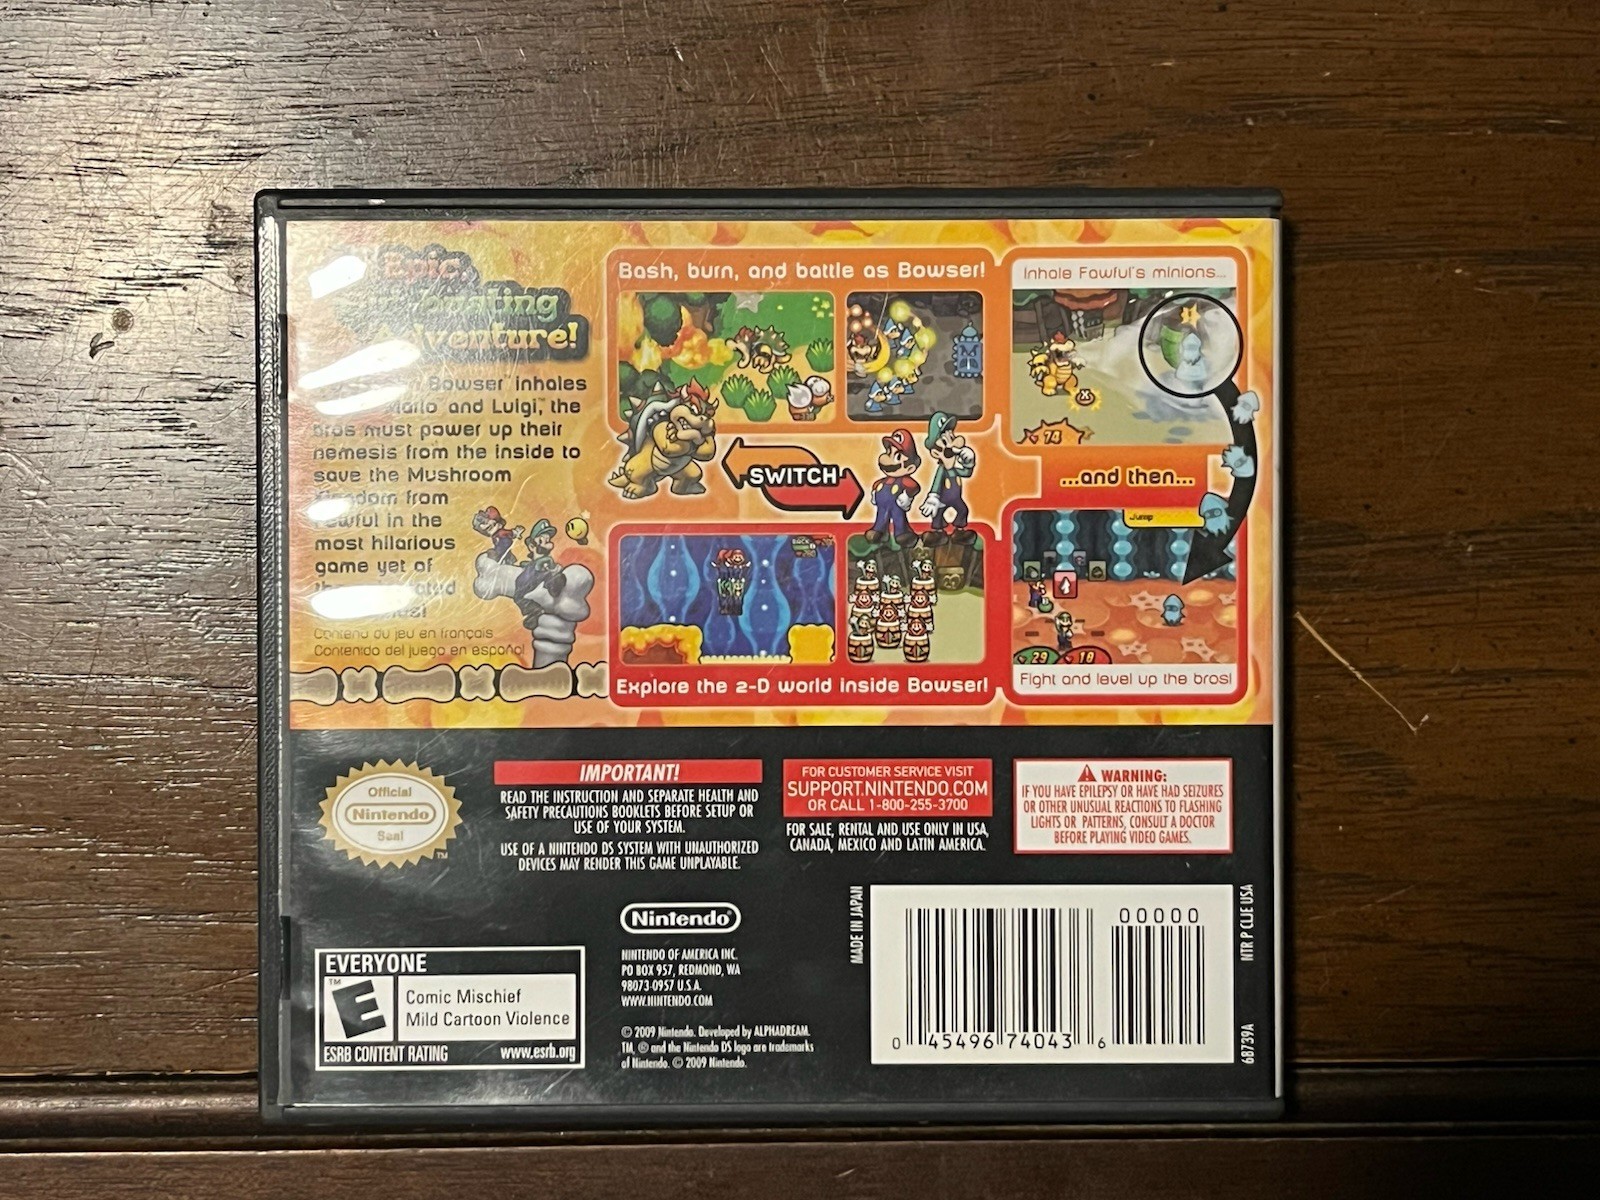 Epic,
Adventure!
Bowser inhales
Mario and Luigi,™ the
bros must power up their
nemesis from the inside to
save the Mushroom
Kingdom from
Fawful in the
most hilarious
game yet of
Contenu du jeu en français
Contenido del juego en español
Bash, burn, and battle as Bowser!
SWITCH
Explore the 2-D world inside Bowser!
Inhale Fawful's minions...
74
...and then...
Jump
29 18
Fight and level up the bros!
Official
Nintendo
Seal
™
IMPORTANT!
READ THE INSTRUCTION AND SEPARATE HEALTH AND
SAFETY PRECAUTIONS BOOKLETS BEFORE SETUP OR
USE OF YOUR SYSTEM.
USE OF A NINTENDO DS SYSTEM WITH UNAUTHORIZED
DEVICES MAY RENDER THIS GAME UNPLAYABLE.
FOR CUSTOMER SERVICE VISIT
SUPPORT.NINTENDO.COM
OR CALL 1-800-255-3700
FOR SALE, RENTAL AND USE ONLY IN USA,
CANADA, MEXICO AND LATIN AMERICA.
WARNING:
IF YOU HAVE EPILEPSY OR HAVE HAD SEIZURES
OR OTHER UNUSUAL REACTIONS TO FLASHING
LIGHTS OR PATTERNS, CONSULT A DOCTOR
BEFORE PLAYING VIDEO GAMES.
EVERYONE
™
E
Comic Mischief
Mild Cartoon Violence
ESRB CONTENT RATING www.esrb.org
Nintendo®
NINTENDO OF AMERICA INC.
PO BOX 957, REDMOND, WA
98073-0957 U.S.A.
WWW.NINTENDO.COM
© 2009 Nintendo. Developed by ALPHADREAM.
TM, ® and the Nintendo DS logo are trademarks
of Nintendo. © 2009 Nintendo.
MADE IN JAPAN
00000
0 45496 74043 6
NTR P CLJE USA
68739A